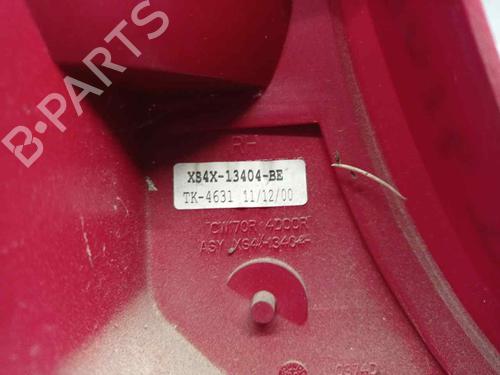 B-PARTS
RH
XS4X-13404-BE
TK-4631 11/12/00
CW170R 4DOOR
ASY XS4X-13404-